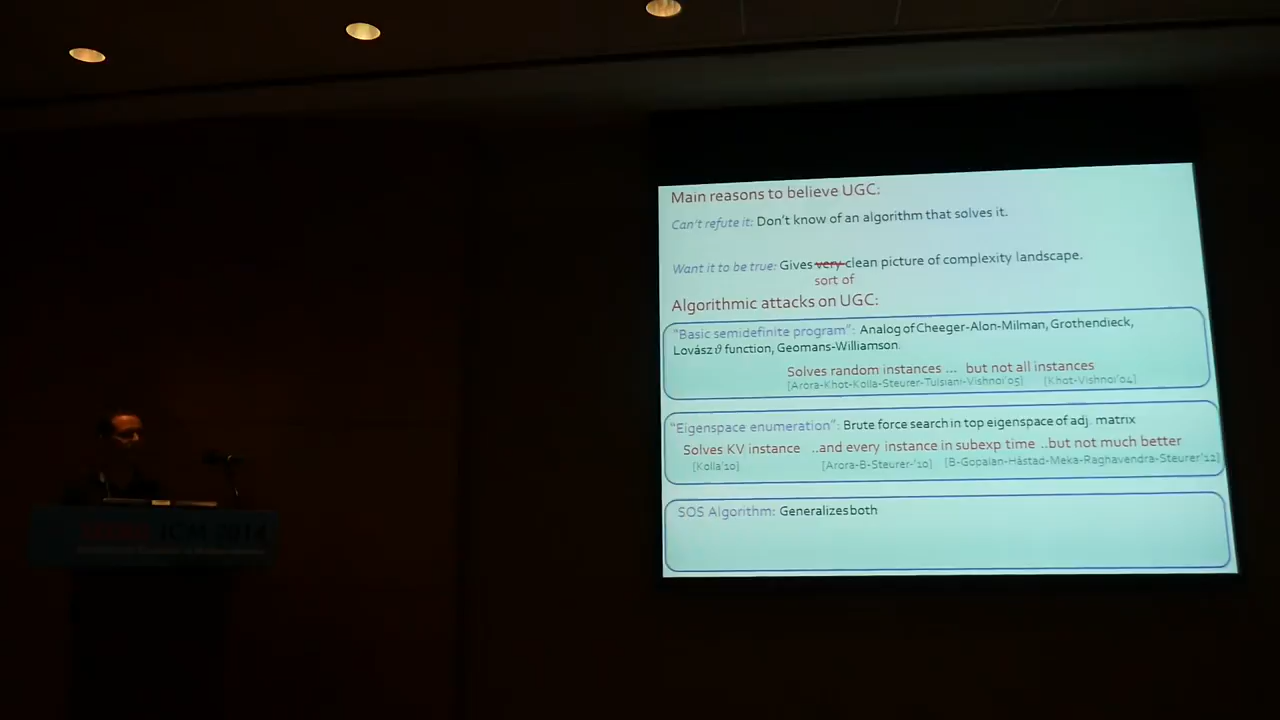 Main reasons to believe UGC:
Can't refute it: Don't know of an algorithm that solves it.
Want it to be true: Gives very clean picture of complexity landscape.
sort of
Algorithmic attacks on UGC:
"Basic semidefinite program": Analog of Cheeger-Alon-Milman, Grothendieck,
Lovász ϑ function, Geomans-Williamson.
Solves random instances ... but not all instances
[Arora-Khot-Kolla-Steurer-Tulsiani-Vishnoi'05] [Khot-Vishnoi'04]
"Eigenspace enumeration": Brute force search in top eigenspace of adj. matrix
Solves KV instance ..and every instance in subexp time ..but not much better
[Kolla'10] [Arora-B-Steurer-'10] [B-Gopalan-Håstad-Meka-Raghavendra-Steurer'12]
SOS Algorithm: Generalizes both
ICM 2014